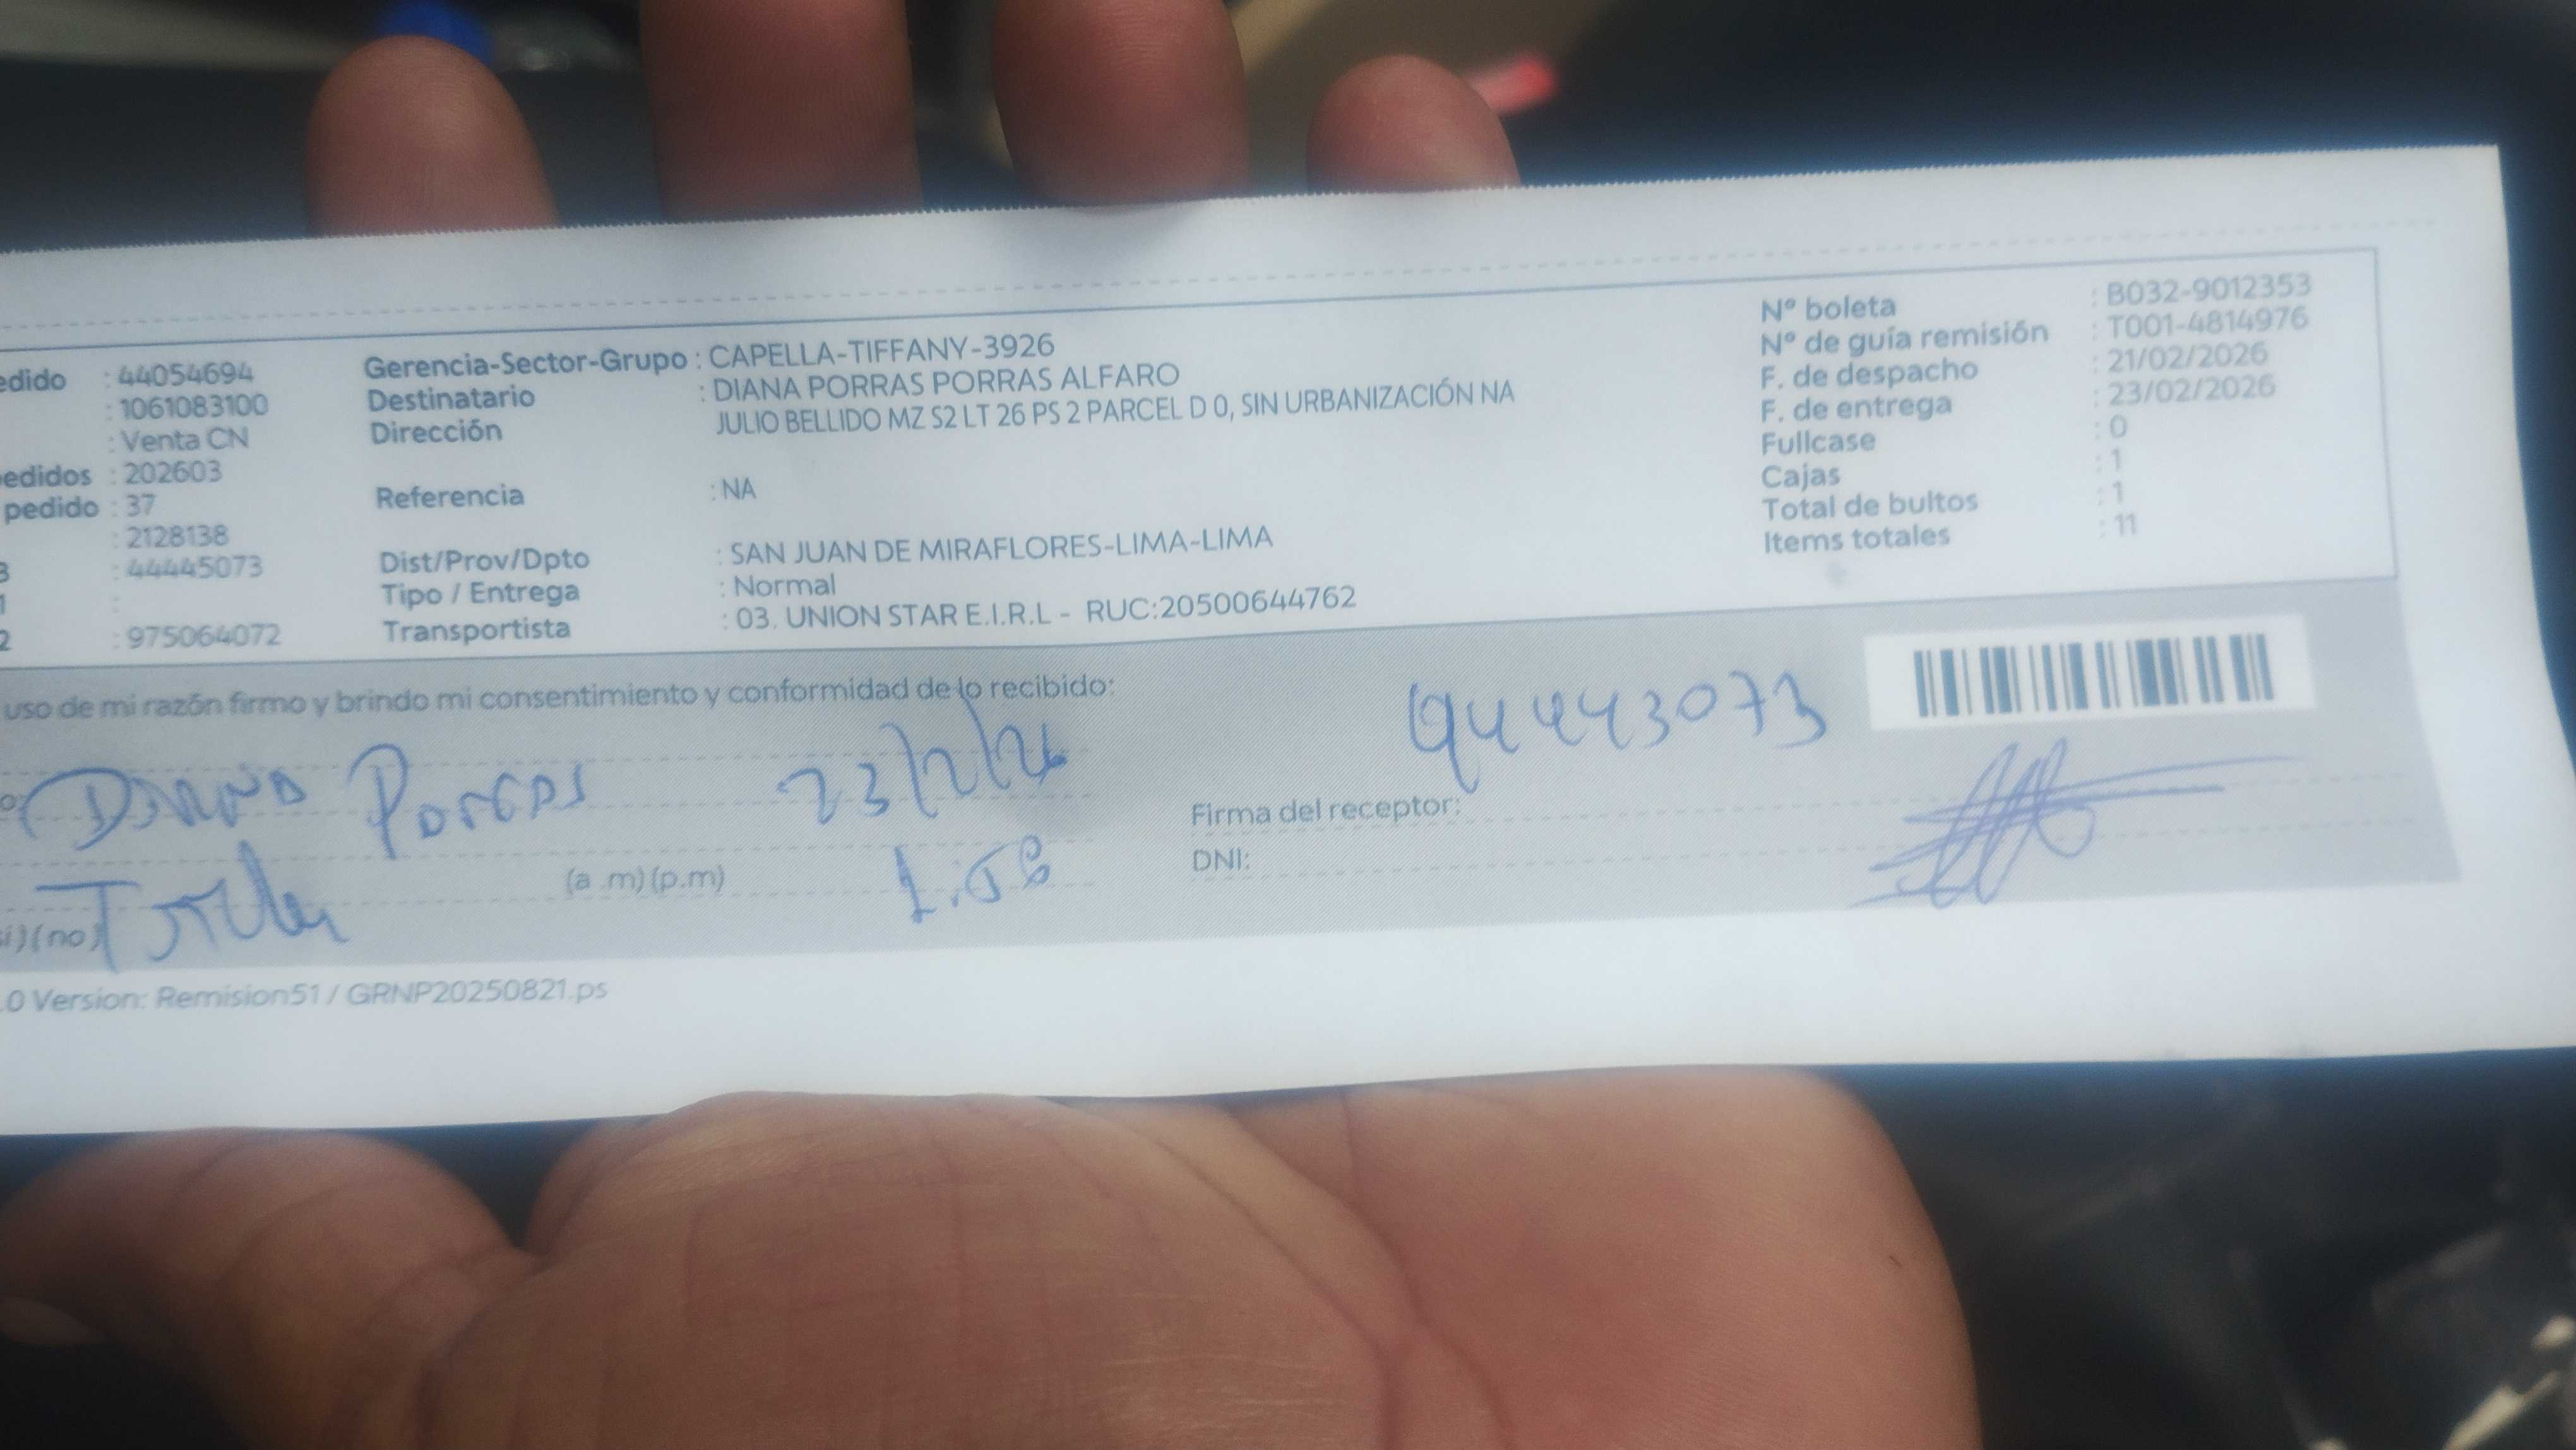 edido : 44054694 Gerencia-Sector-Grupo : CAPELLA-TIFFANY-3926 Nº boleta : B032-9012353
: 1061083100 Destinatario : DIANA PORRAS PORRAS ALFARO Nº de guía remisión : T001-4814976
: Venta CN Dirección JULIO BELLIDO MZ S2 LT 26 PS 2 PARCEL D 0, SIN URBANIZACIÓN NA F. de despacho : 21/02/2026
F. de entrega : 23/02/2026
edidos : 202603 Fullcase : 0
pedido : 37 Referencia : NA Cajas : 1
: 2128138 Total de bultos : 1
3 : 44445073 Dist/Prov/Dpto : SAN JUAN DE MIRAFLORES-LIMA-LIMA Items totales : 11
1 : Tipo / Entrega : Normal
2 : 975064072 Transportista : 03. UNION STAR E.I.R.L - RUC:20500644762
uso de mi razón firmo y brindo mi consentimiento y conformidad de lo recibido:
Diana Porras 23/2/26 94443073
Firma del receptor:
(a .m) (p.m) DNI:
i) (no)
.0 Version: Remision51 / GRNP20250821.ps